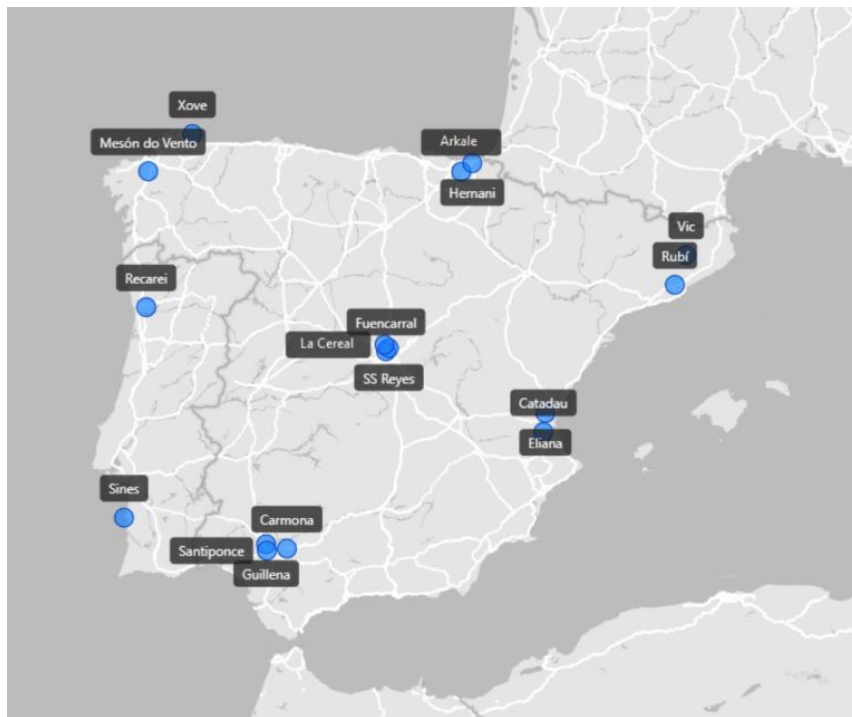 Xove
Mesón do Vento
Arkale
Hernani
Vic
Rubí
Recarei
Fuencarral
La Cereal
SS Reyes
Catadau
Eliana
Sines
Carmona
Santiponce
Guillena